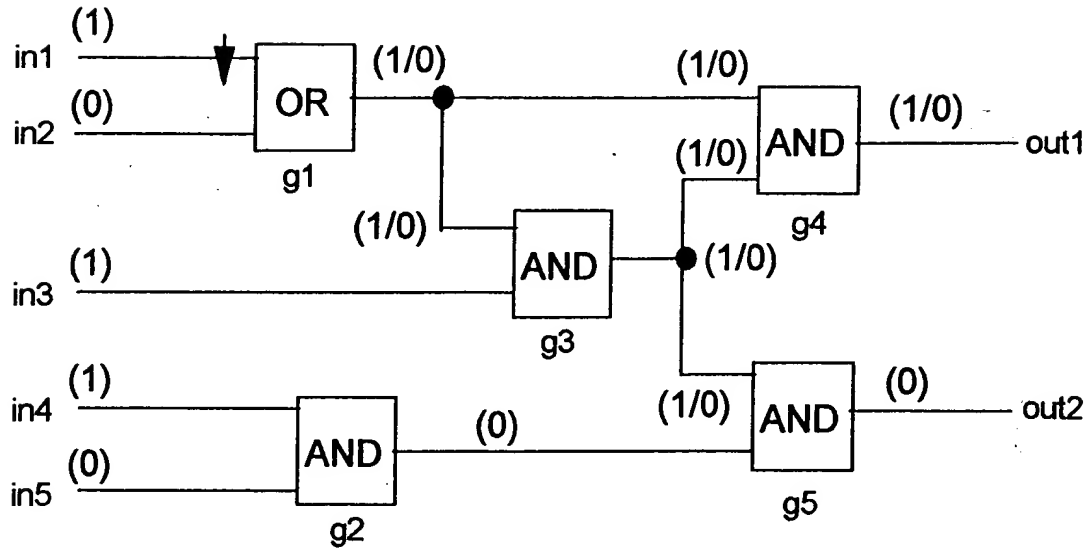 (1)
in1
(0)
in2
OR
g1
(1/0)
(1/0)
(1/0)
AND
g4
(1/0)
out1
(1/0)
(1)
in3
AND
g3
(1/0)
(1)
in4
(0)
in5
AND
g2
(0)
(1/0)
AND
g5
(0)
out2